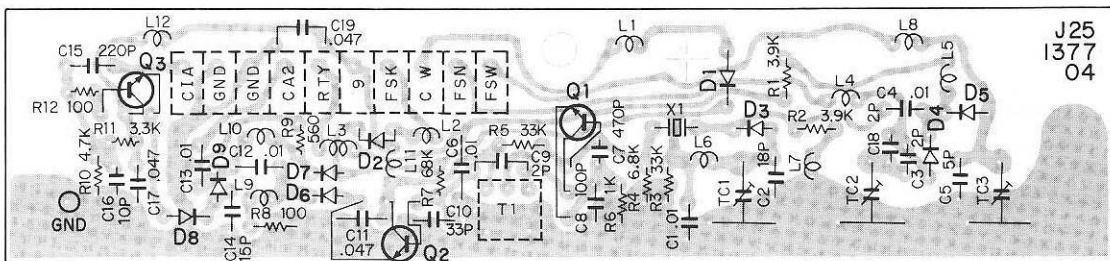 L12
C15 220P
Q3
R12 100
R11 3.3K
R10 4.7K
C16 10P
C17 .047
GND
C19 .047
CIA
GND
GND
CA2
RTY
9
FSK
CW
FSN
FSW
L10
R9 560
L3
D2
L11
L2
C13 .01
D9
C12 .01
D7
L9
D6
R8 100
D8
C14 15P
C11 .047
R7 68K
C6 .01
C10 33P
Q2
R5 33K
C9 2P
T1
L1
Q1
C7 470P
C8 100P
R6 1K
R4 6.8K
R3 33K
X1
C1 .01
L6
D1
R1 3.9K
D3
R2 3.9K
TC1
C2 18P
L7
L4
L8
L5
C4 .01
D5
D4
C18 2P
C3 2P
TC2
C5 5P
TC3
J25
1377
04